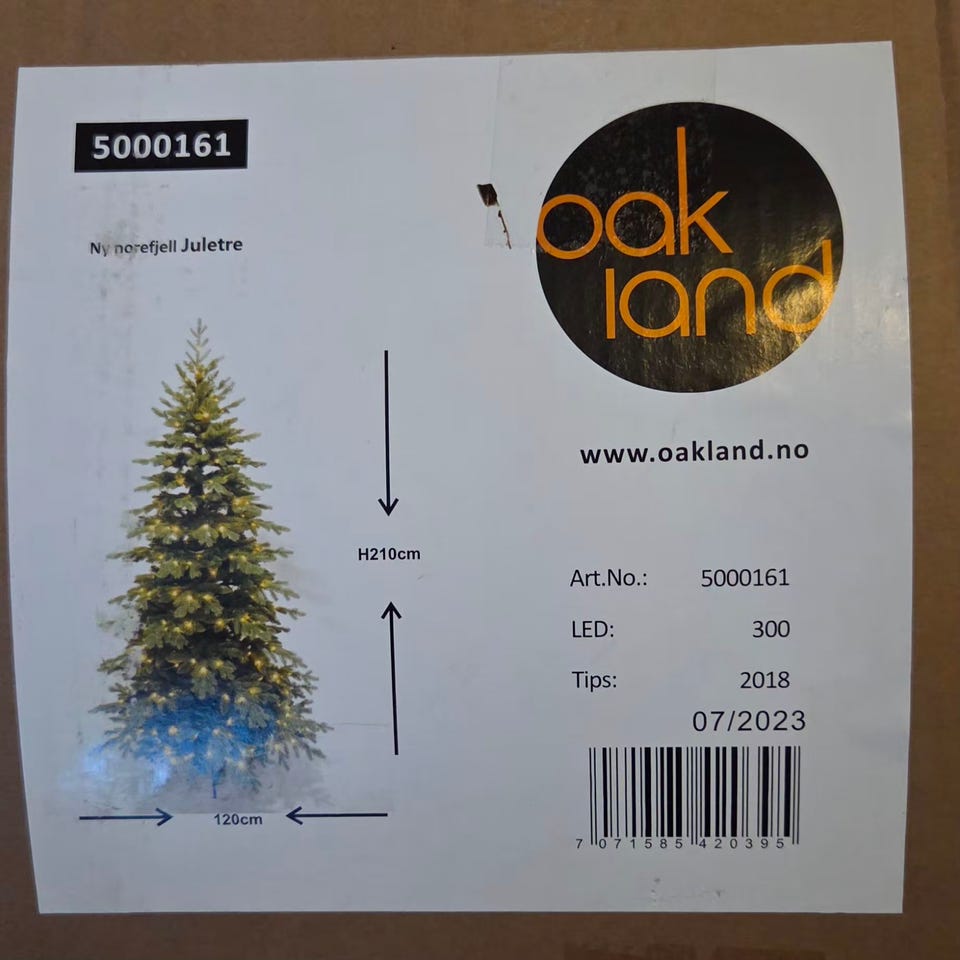 5000161
Ny norefjell Juletre
oak
land
www.oakland.no
H210cm
Art.No.: 5000161
LED: 300
Tips: 2018
07/2023
120cm
7 071585 420395